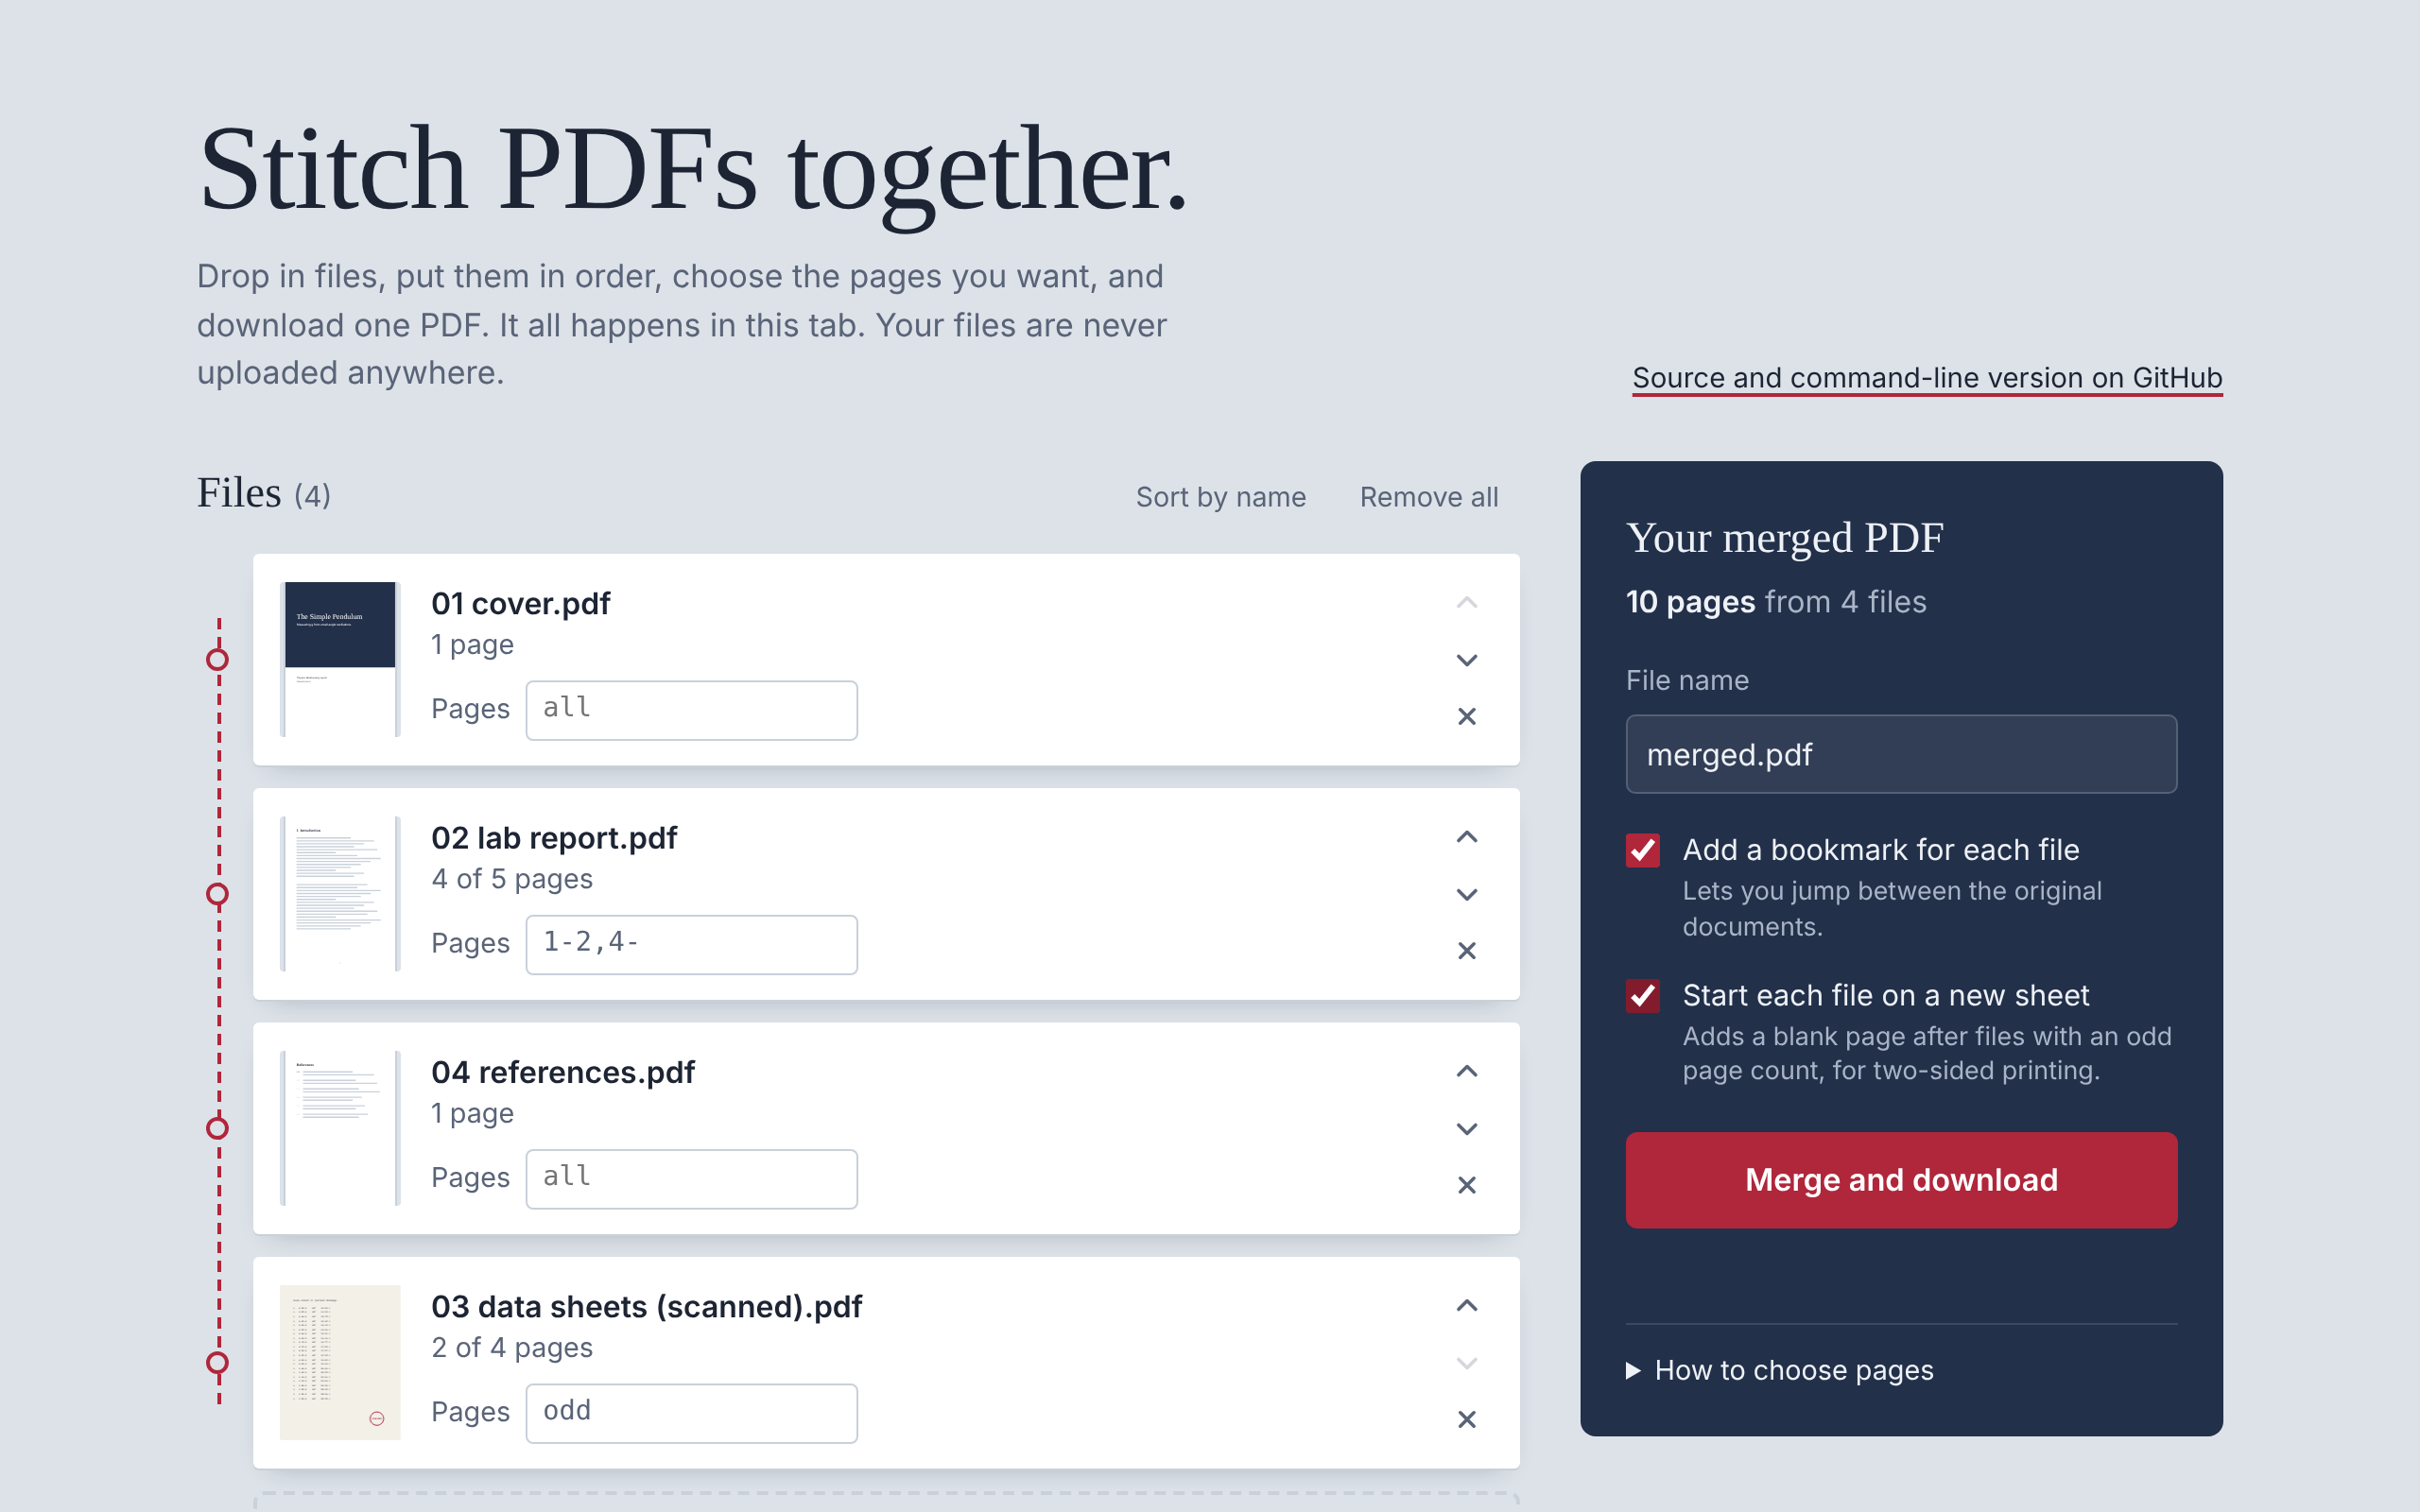 Stitch PDFs together.
Drop in files, put them in order, choose the pages you want, and
download one PDF. It all happens in this tab. Your files are never
uploaded anywhere.
Source and command-line version on GitHub
Files (4)
Sort by name
Remove all
The Simple Pendulum
01 cover.pdf
1 page
Pages
all
02 lab report.pdf
4 of 5 pages
Pages
1-2,4-
04 references.pdf
1 page
Pages
all
03 data sheets (scanned).pdf
2 of 4 pages
Pages
odd
Your merged PDF
10 pages from 4 files
File name
merged.pdf
Add a bookmark for each file
Lets you jump between the original
documents.
Start each file on a new sheet
Adds a blank page after files with an odd
page count, for two-sided printing.
Merge and download
How to choose pages